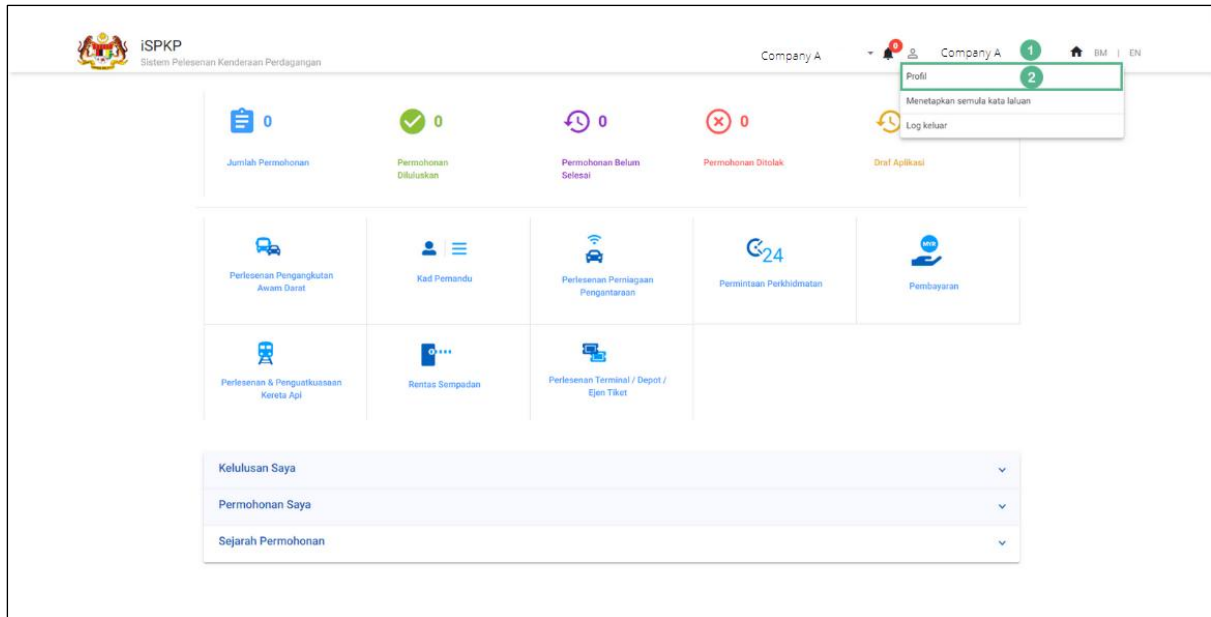 iSPKP
Sistem Pelesenan Kenderaan Perdagangan
Company A
0
Company A
1
BM | EN
Profil
2
Menetapkan semula kata laluan
Log keluar
0
0
0
0
Jumlah Permohonan
Permohonan
Diluluskan
Permohonan Belum
Selesai
Permohonan Ditolak
Draf Aplikasi
Perlesenan Pengangkutan
Awam Darat
Kad Pemandu
Perlesenan Perniagaan
Pengantaraan
24
Permintaan Perkhidmatan
MYR
Pembayaran
Perlesenan & Penguatkuasaan
Kereta Api
Rentas Sempadan
Perlesenan Terminal / Depot /
Ejen Tiket
Kelulusan Saya
Permohonan Saya
Sejarah Permohonan